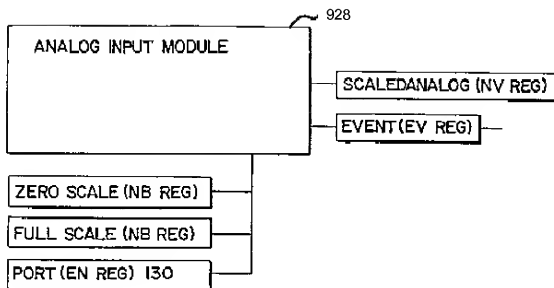 928
ANALOG INPUT MODULE
SCALEDANALOG (NV REG)
EVENT (EV REG)
ZERO SCALE (NB REG)
FULL SCALE (NB REG)
PORT (EN REG) 130